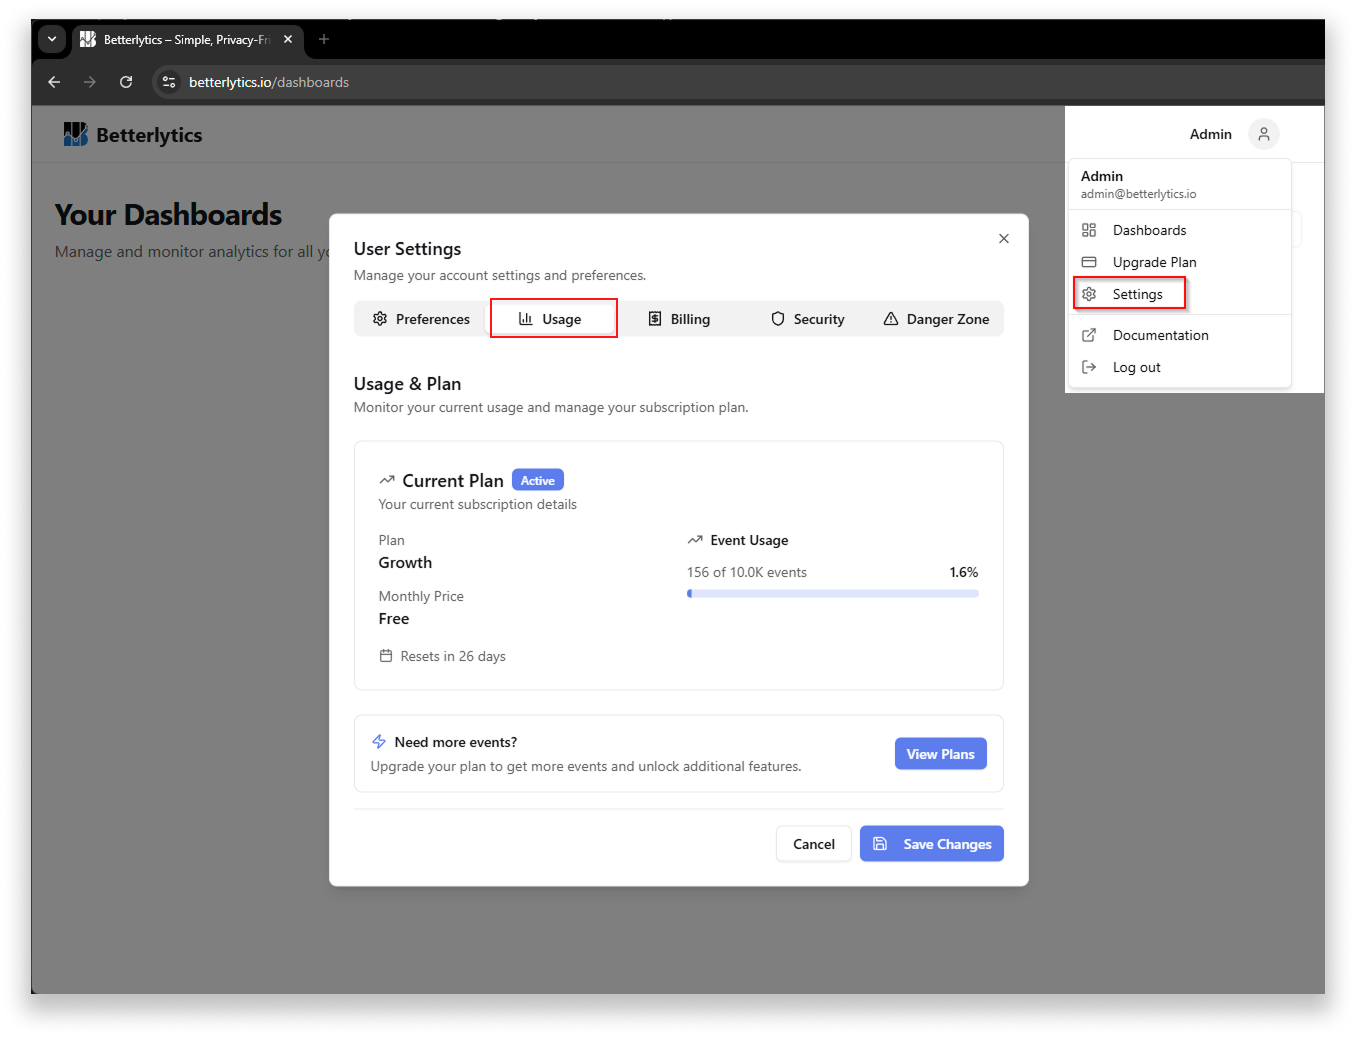 Betterlytics – Simple, Privacy-Fri
betterlytics.io/dashboards
Betterlytics
Admin
Admin
admin@betterlytics.io
Dashboards
Upgrade Plan
Settings
Documentation
Log out
Your Dashboards
Manage and monitor analytics for all yo
User Settings
Manage your account settings and preferences.
Preferences
Usage
Billing
Security
Danger Zone
Usage & Plan
Monitor your current usage and manage your subscription plan.
Current Plan
Active
Your current subscription details
Plan
Growth
Monthly Price
Free
Resets in 26 days
Event Usage
156 of 10.0K events
1.6%
Need more events?
Upgrade your plan to get more events and unlock additional features.
View Plans
Cancel
Save Changes